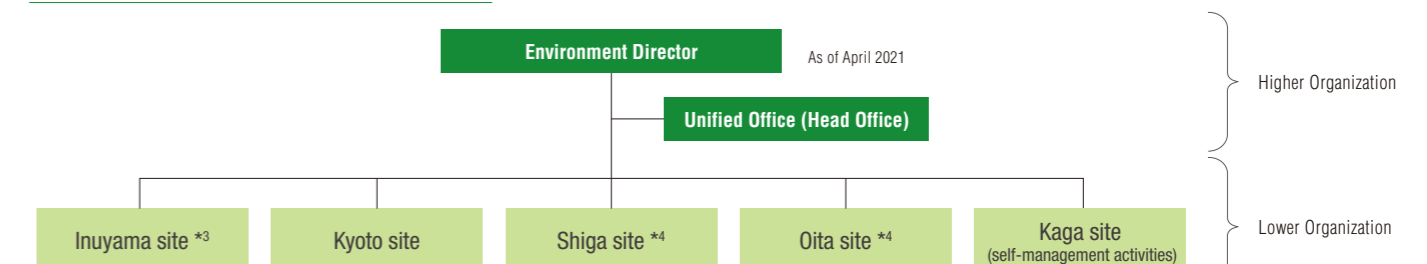 Environment Director
As of April 2021
Higher Organization
Unified Office (Head Office)
Inuyama site *3
Kyoto site
Shiga site *4
Oita site *4
Kaga site
(self-management activities)
Lower Organization